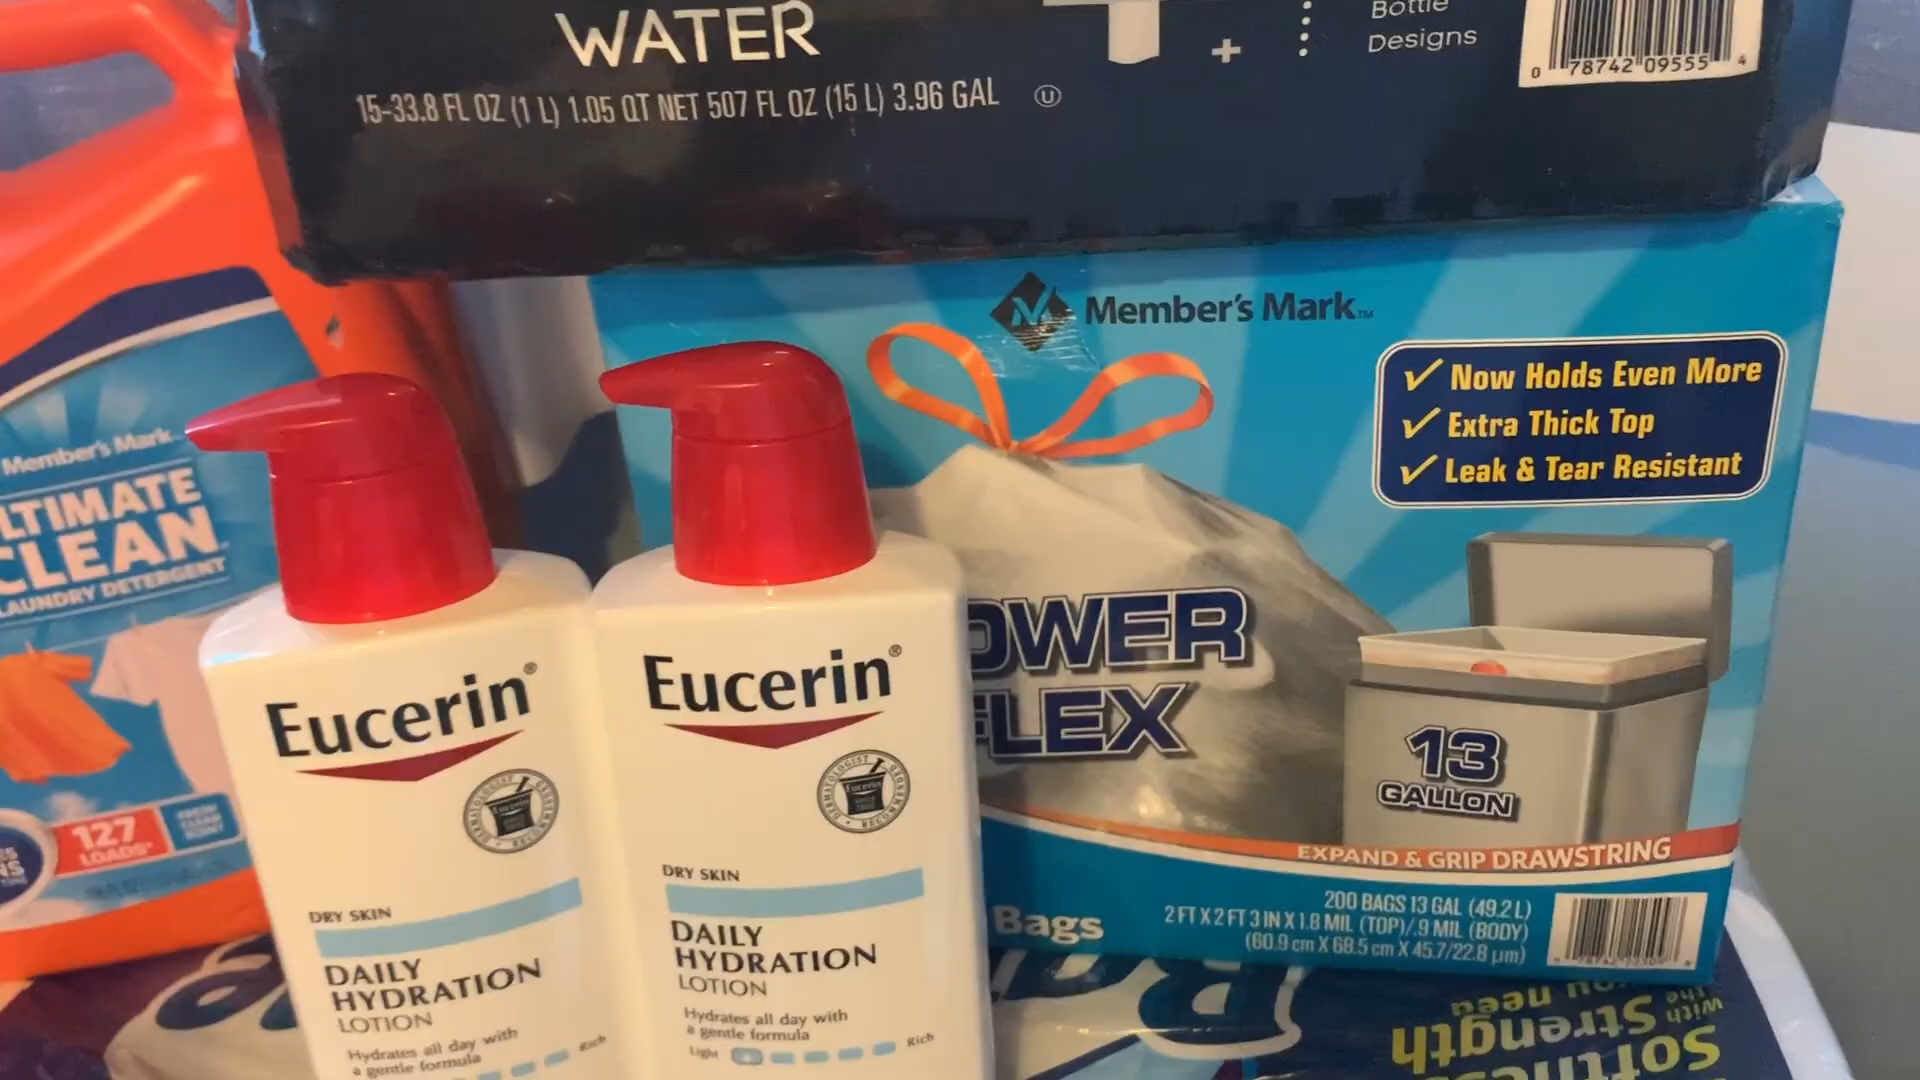 WATER
15-33.8 FL OZ (1 L) 1.05 QT NET 507 FL OZ (15 L) 3.96 GAL
+
Bottle
Designs
0 78742 09555 4
Member's Mark™
✓ Now Holds Even More
✓ Extra Thick Top
✓ Leak & Tear Resistant
OWER
FLEX
13
GALLON
EXPAND & GRIP DRAWSTRING
Bags
200 BAGS 13 GAL (49.2 L)
2 FT X 2 FT 3 IN X 1.8 MIL (TOP)/.9 MIL (BODY)
(60.9 cm X 68.5 cm X 45.7/22.8 µm)
Member's Mark
LTIMATE
CLEAN
LAUNDRY DETERGENT
127
LOADS*
Eucerin®
DRY SKIN
DAILY
HYDRATION
LOTION
Hydrates all day with
a gentle formula
Rich
Eucerin®
Eucerin
DRY SKIN
DAILY
HYDRATION
LOTION
Hydrates all day with
a gentle formula
Light
Rich
Softness
with Strength
the
you need